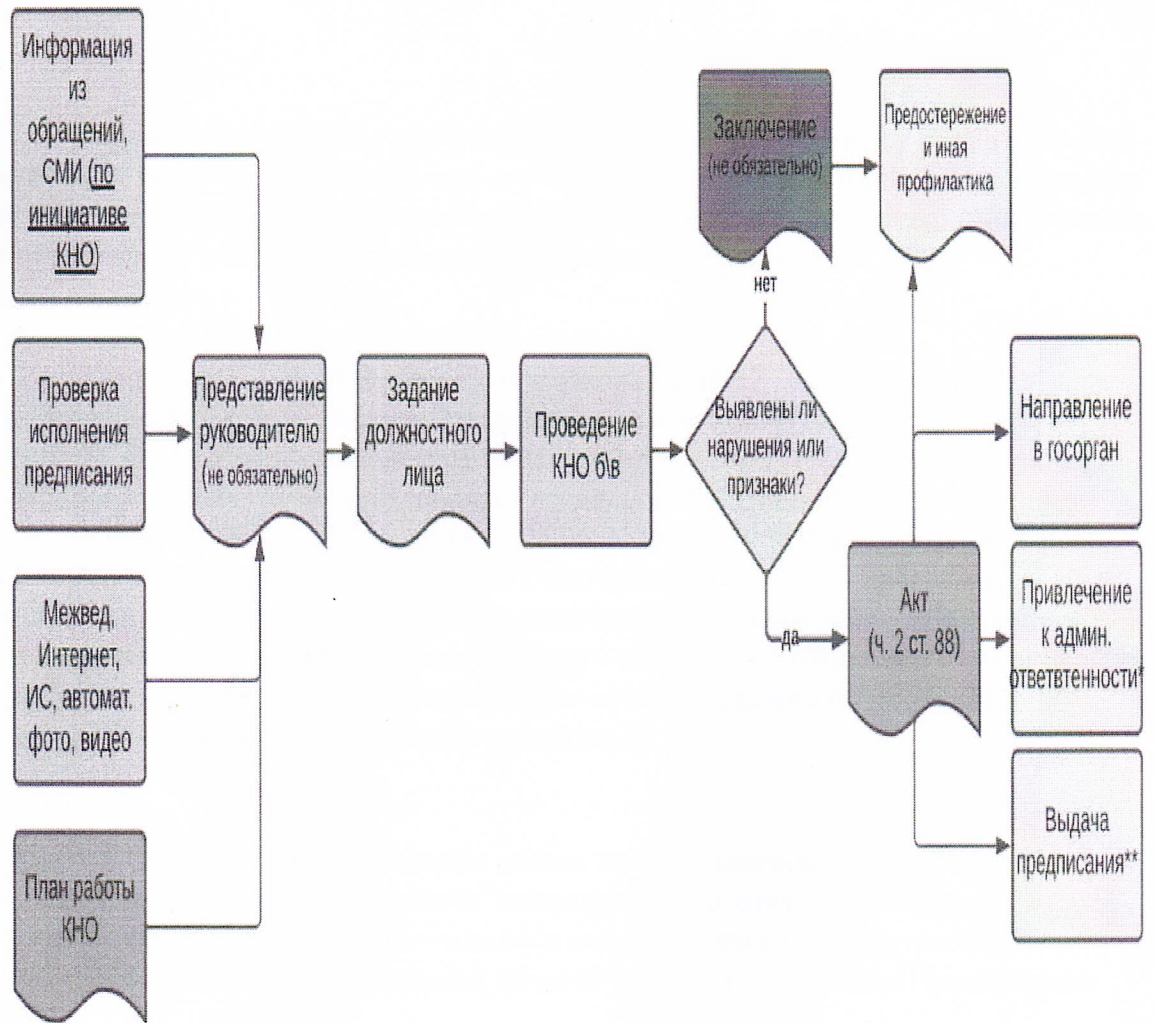 Информация
из
обращений,
СМИ (по
инициативе
КНО)
Проверка
исполнения
предписания
Межвед,
Интернет,
ИС, автомат.
фото, видео
План работы
КНО
Представление
руководителю
(не обязательно)
Задание
должностного
лица
Проведение
КНО б\в
Выявлены ли
нарушения или
признаки?
нет
да
Заключение
(не обязательно)
Предостережение
и иная
профилактика
Акт
(ч. 2 ст. 88)
Направление
в госорган
Привлечение
к админ.
ответвтенности*
Выдача
предписания**